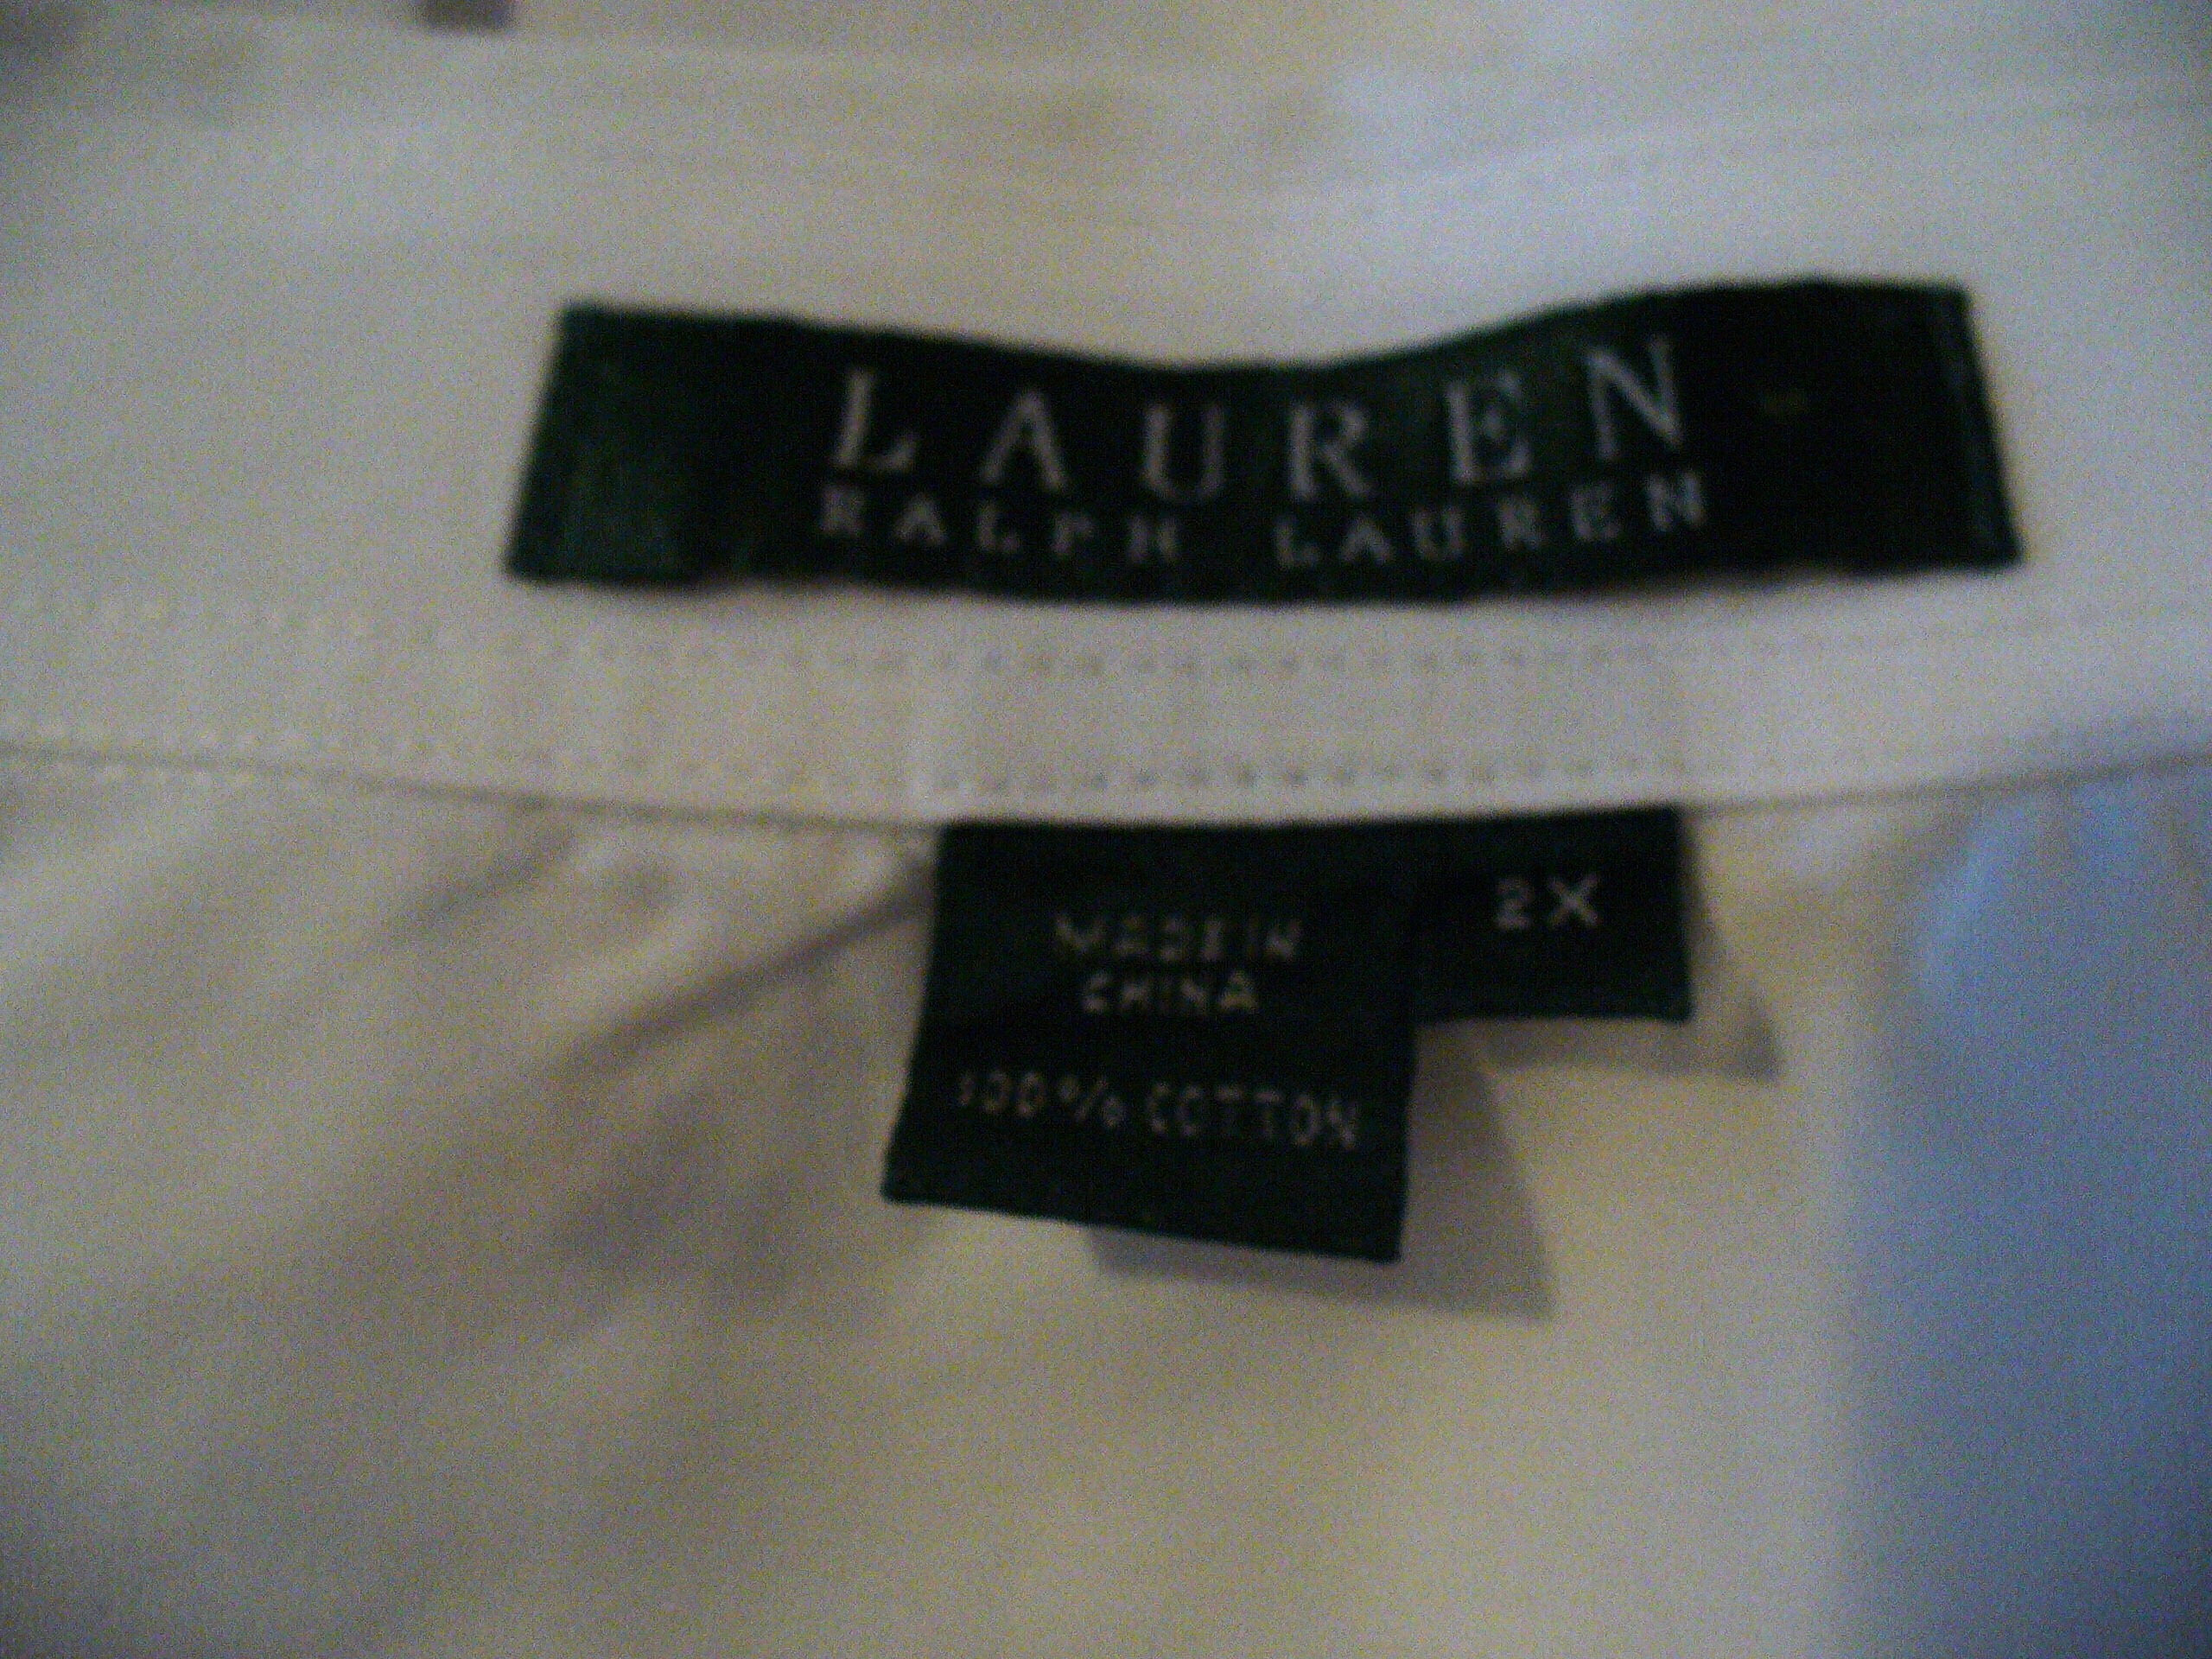 LAUREN
RALPH LAUREN
2X
MADE IN
CHINA
100% COTTON